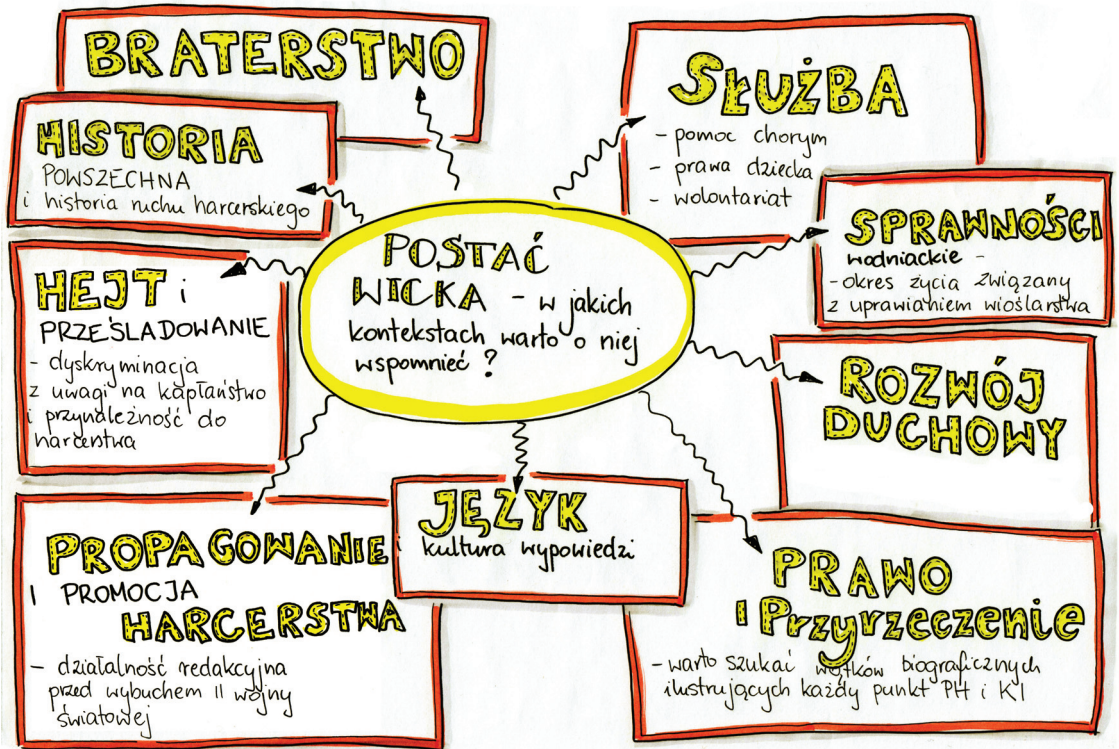 BRATERSTWO
HISTORIA
POWSZECHNA
i historia ruchu harcerskiego
HEJT i
PRZEŚLADOWANIE
- dyskryminacja
z uwagi na kapłaństwo
i przynależność do
harcerstwa
PROPAGOWANIE
I PROMOCJA
HARCERSTWA
- działalność redakcyjna
przed wybuchem II wojny
światowej
POSTAĆ
WICKA - w jakich
kontekstach warto o niej
wspomnieć ?
JĘZYK
i kultura wypowiedzi
SŁUŻBA
- pomoc chorym
- prawa dziecka
- wolontariat
SPRAWNOŚCI
wodniackie -
- okres życia związany
z uprawianiem wioślarstwa
ROZWÓJ
DUCHOWY
PRAWO
I Przyrzeczenie
- warto szukać wątków biograficznych
ilustrujących każdy punkt PH i KI